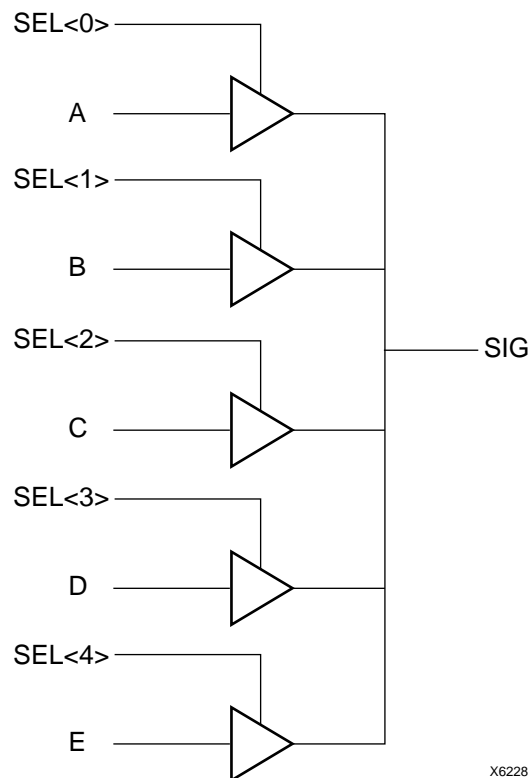 SEL<0>
A
SEL<1>
B
SEL<2>
SIG
C
SEL<3>
D
SEL<4>
E
X6228